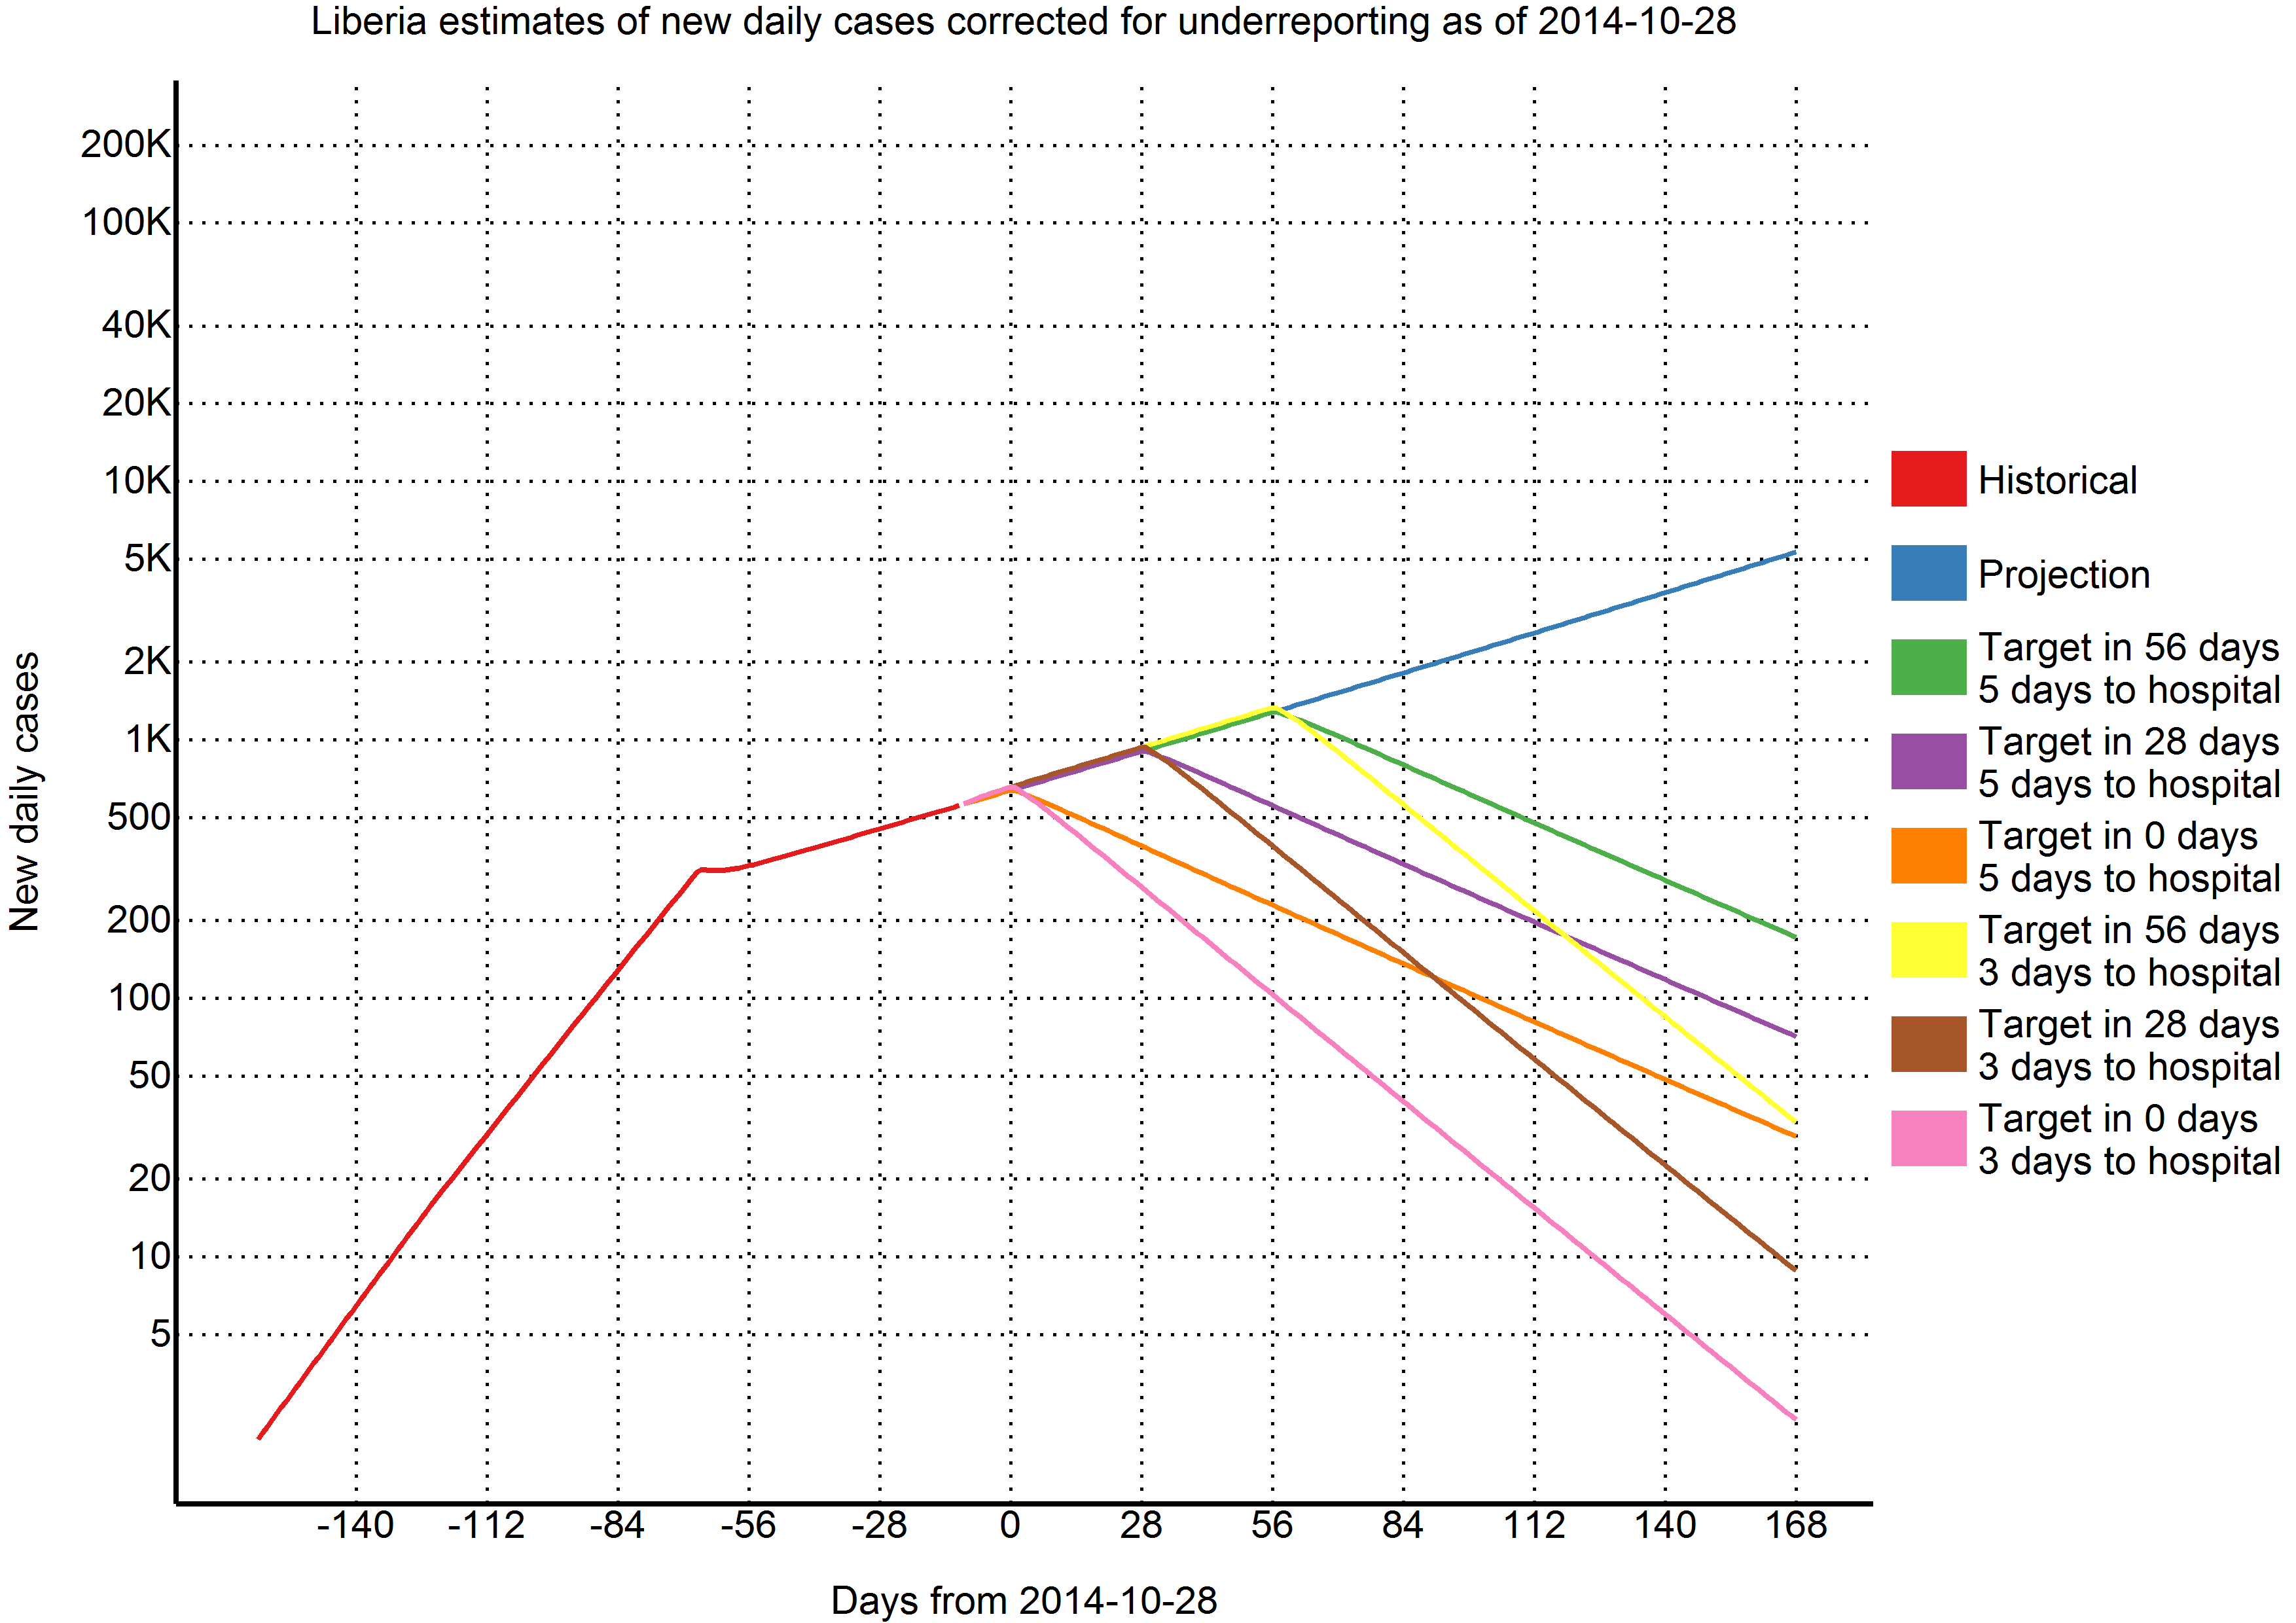 Liberia estimates of new daily cases corrected for underreporting as of 2014-10-28
200K
100K
40K
20K
10K
5K
2K
1K
500
200
100
50
20
10
5
New daily cases
-140 -112 -84 -56 -28 0 28 56 84 112 140 168
Days from 2014-10-28
Historical
Projection
Target in 56 days
5 days to hospital
Target in 28 days
5 days to hospital
Target in 0 days
5 days to hospital
Target in 56 days
3 days to hospital
Target in 28 days
3 days to hospital
Target in 0 days
3 days to hospital